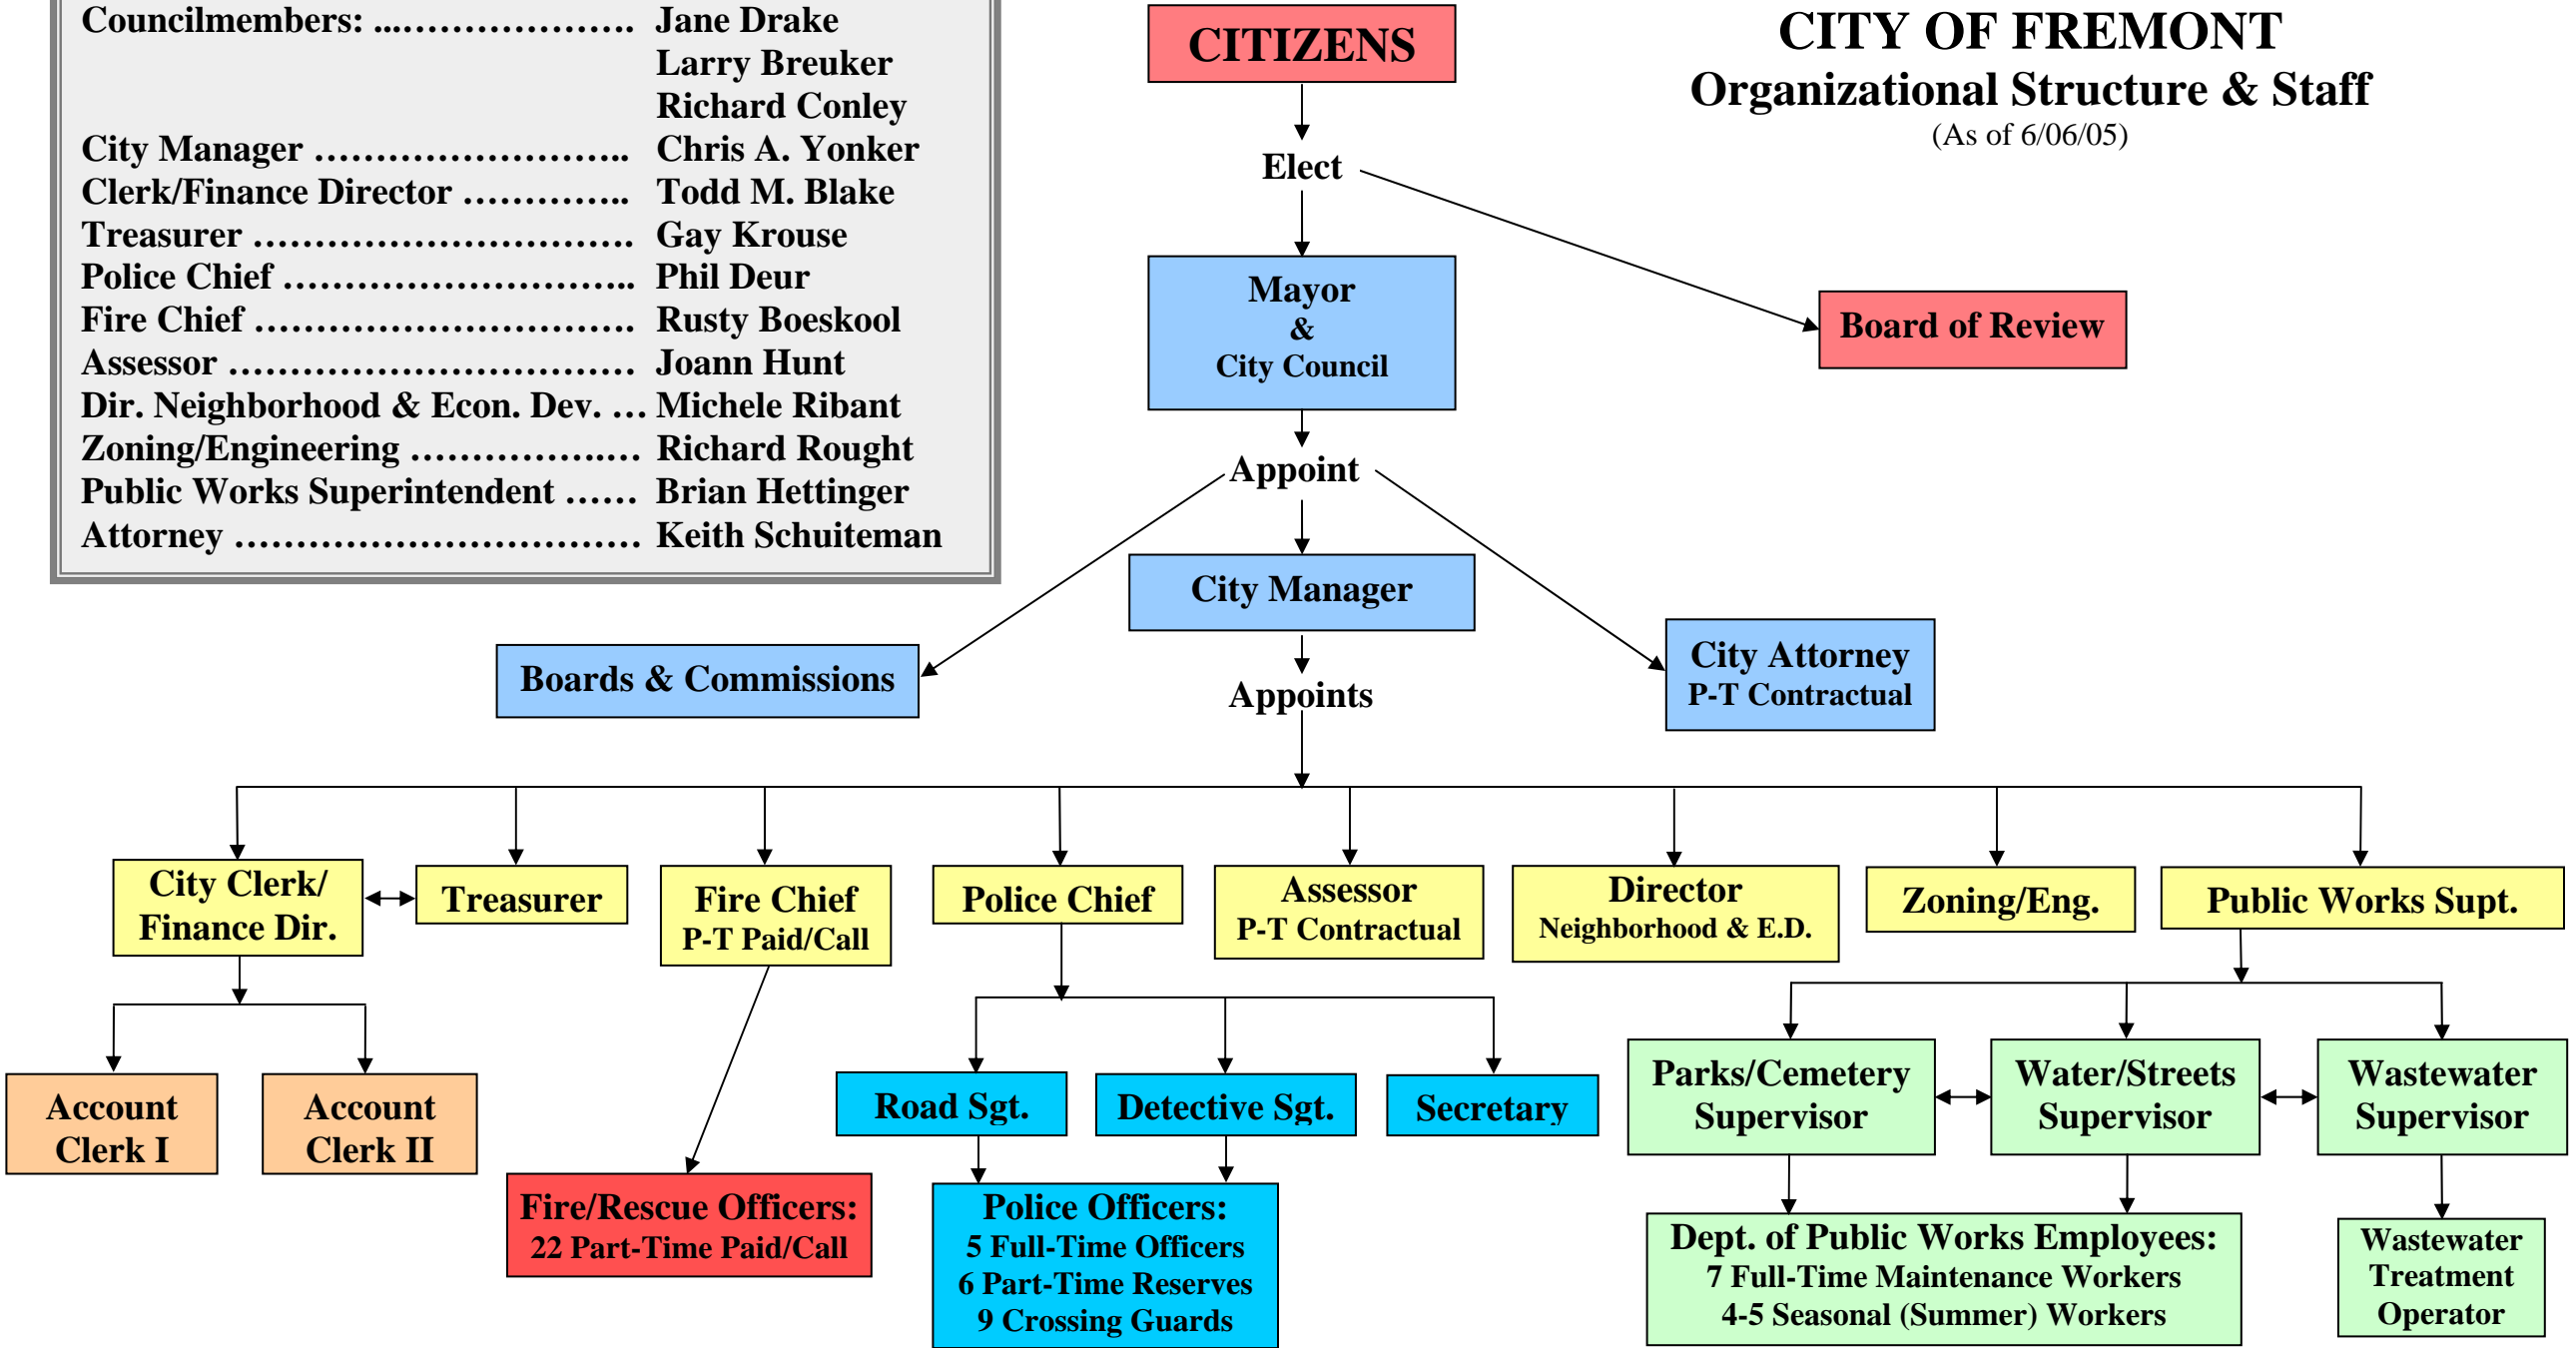 Councilmembers: ...………………. Jane Drake
Larry Breuker
Richard Conley
City Manager …………………….. Chris A. Yonker
Clerk/Finance Director ………….. Todd M. Blake
Treasurer …………………………. Gay Krouse
Police Chief ………………………... Phil Deur
Fire Chief …………………………. Rusty Boeskool
Assessor …………………………… Joann Hunt
Dir. Neighborhood & Econ. Dev. … Michele Ribant
Zoning/Engineering …………….… Richard Rought
Public Works Superintendent …… Brian Hettinger
Attorney …………………………… Keith Schuiteman
CITY OF FREMONT
Organizational Structure & Staff
(As of 6/06/05)
CITIZENS
Elect
Mayor
&
City Council
Board of Review
Appoint
City Manager
Boards & Commissions
City Attorney
P-T Contractual
Appoints
City Clerk/
Finance Dir.
Treasurer
Fire Chief
P-T Paid/Call
Police Chief
Assessor
P-T Contractual
Director
Neighborhood & E.D.
Zoning/Eng.
Public Works Supt.
Account
Clerk I
Account
Clerk II
Road Sgt.
Detective Sgt.
Secretary
Parks/Cemetery
Supervisor
Water/Streets
Supervisor
Wastewater
Supervisor
Fire/Rescue Officers:
22 Part-Time Paid/Call
Police Officers:
5 Full-Time Officers
6 Part-Time Reserves
9 Crossing Guards
Dept. of Public Works Employees:
7 Full-Time Maintenance Workers
4-5 Seasonal (Summer) Workers
Wastewater
Treatment
Operator